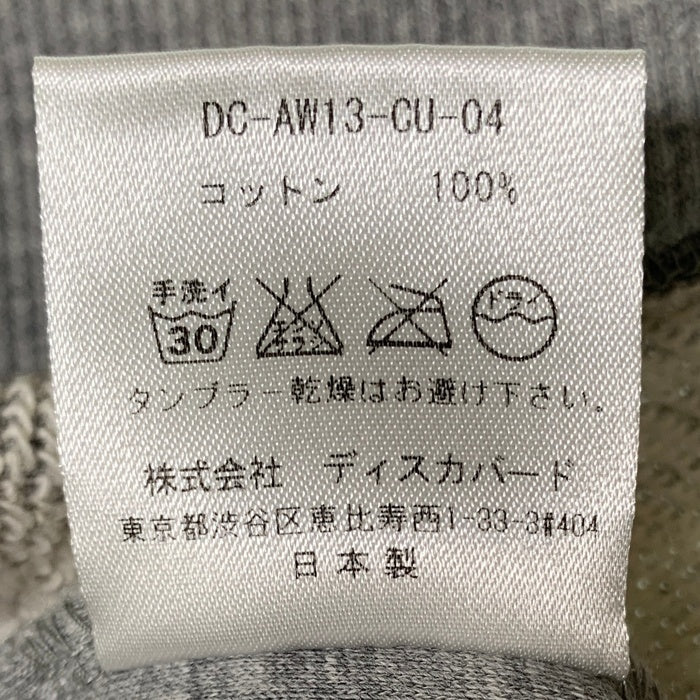 DC-AW13-CU-04
コットン 100%
手洗イ
30 エンソサラシ ドライ
タンブラー乾燥はお避け下さい。
株式会社 ディスカバード
東京都渋谷区恵比寿西1-33-3#404
日本製